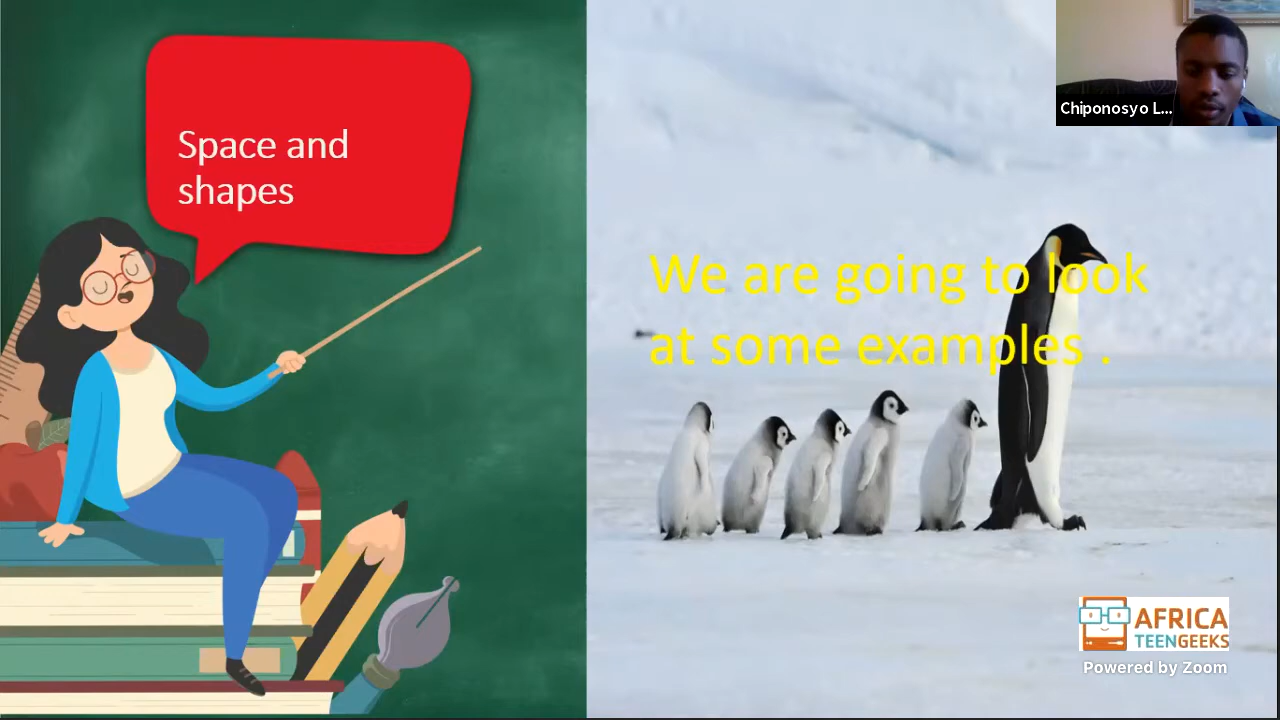 Space and
shapes
We are going to look
at some examples .
Chiponosyo L...
AFRICA
TEENGEEKS
Powered by Zoom